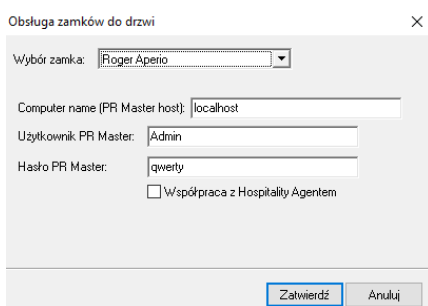 Obsługa zamków do drzwi
Wybór zamka: Roger Aperio
Computer name (PR Master host): localhost
Użytkownik PR Master: Admin
Hasło PR Master: qwerty
Współpraca z Hospitality Agentem
Zatwierdź Anuluj